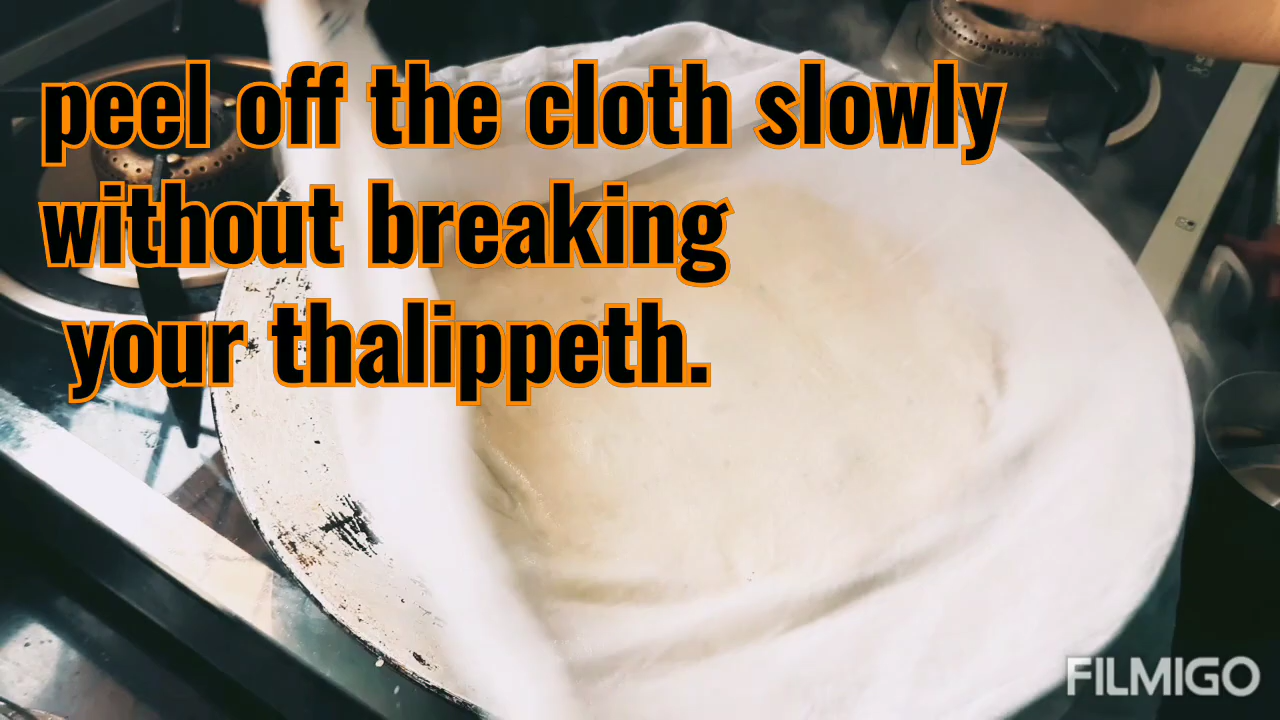 peel off the cloth slowly
without breaking
your thalippeth.
FILMIGO